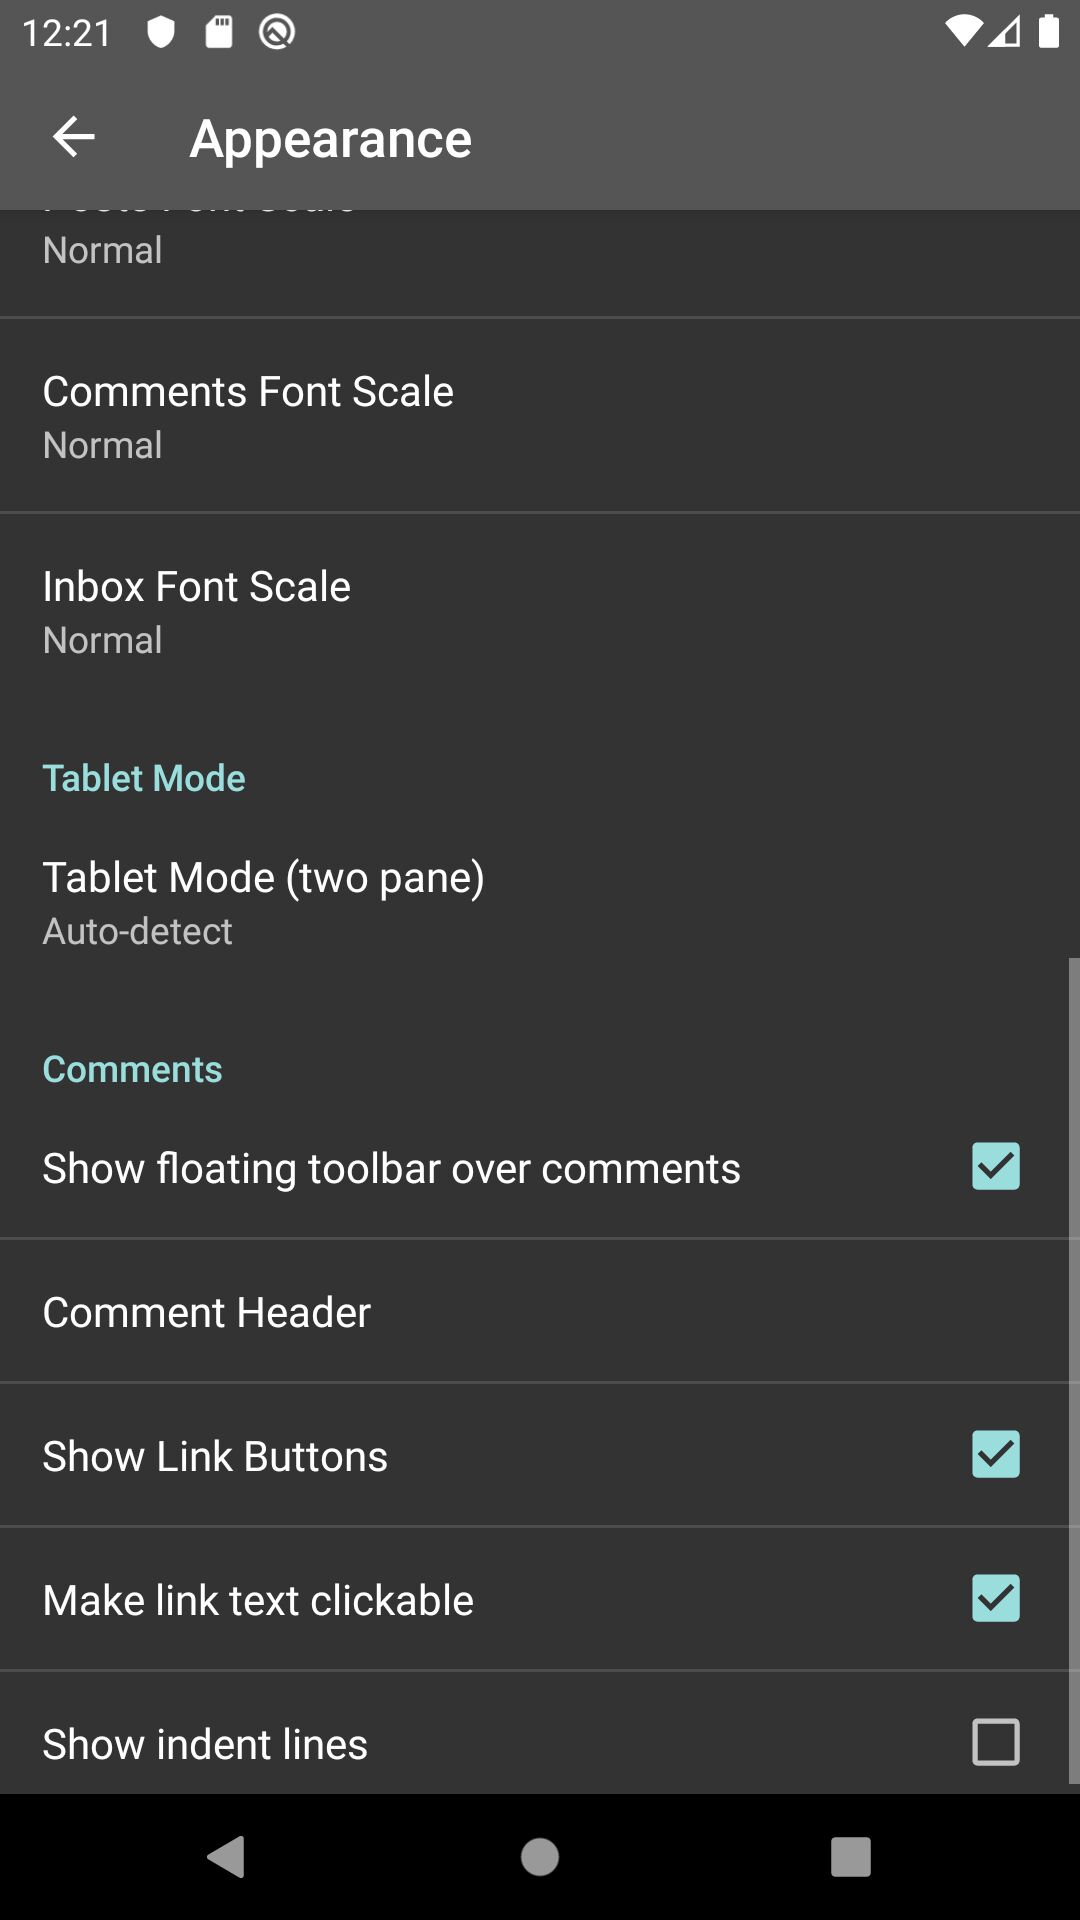 12:21
Appearance
Normal
Comments Font Scale
Normal
Inbox Font Scale
Normal
Tablet Mode
Tablet Mode (two pane)
Auto-detect
Comments
Show floating toolbar over comments
Comment Header
Show Link Buttons
Make link text clickable
Show indent lines